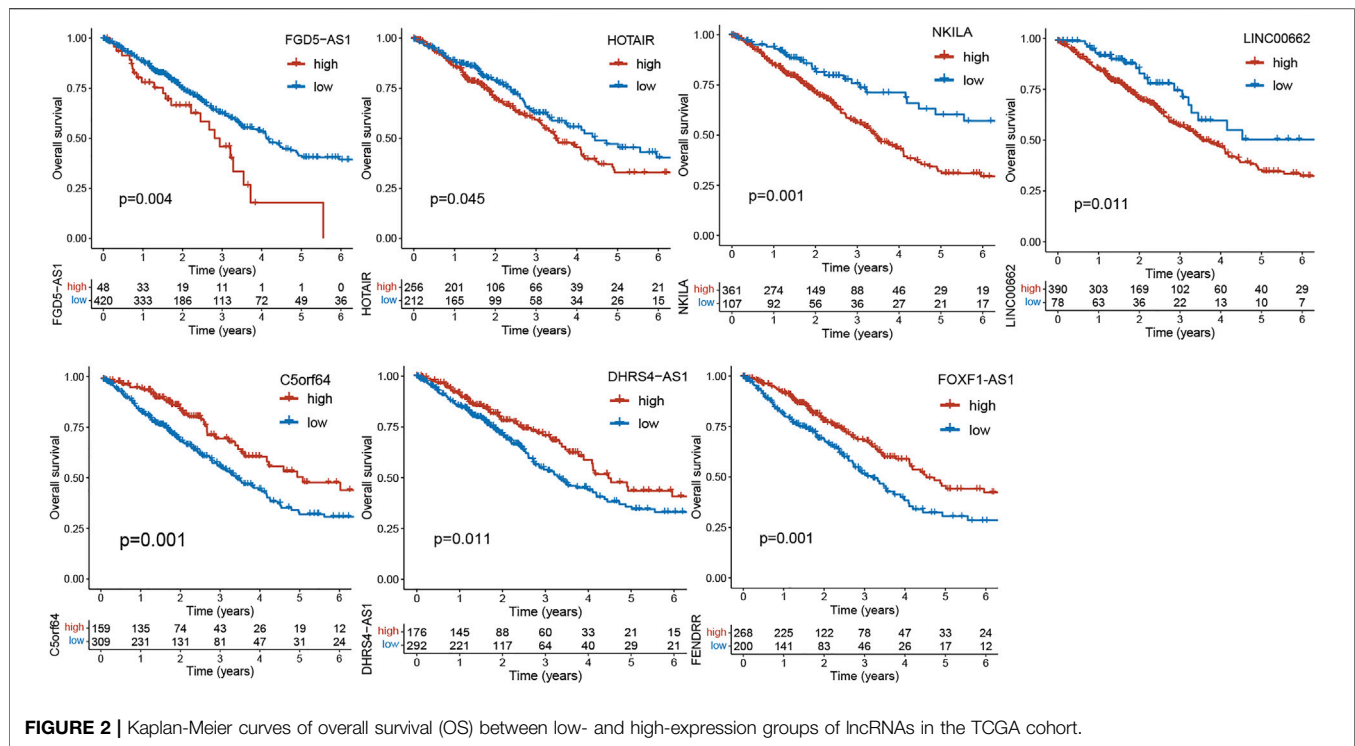 FGD5-AS1
high
low
Overall survival
1.00
0.75
0.50
0.25
0.00
p=0.004
0 1 2 3 4 5 6
Time (years)
FGD5-AS1
high 48 33 19 11 1 1 0
low 420 333 186 113 72 49 36
0 1 2 3 4 5 6
Time (years)
HOTAIR
high
low
Overall survival
1.00
0.75
0.50
0.25
0.00
p=0.045
0 1 2 3 4 5 6
Time (years)
HOTAIR
high 256 201 106 66 39 24 21
low 212 165 99 58 34 26 15
0 1 2 3 4 5 6
Time (years)
NKILA
high
low
Overall survival
1.00
0.75
0.50
0.25
0.00
p=0.001
0 1 2 3 4 5 6
Time (years)
NKILA
high 361 274 149 88 46 29 19
low 107 92 56 36 27 21 17
0 1 2 3 4 5 6
Time (years)
LINC00662
high
low
Overall survival
1.00
0.75
0.50
0.25
0.00
p=0.011
0 1 2 3 4 5 6
Time (years)
LINC00662
high 390 303 169 102 60 40 29
low 78 63 36 22 13 10 7
0 1 2 3 4 5 6
Time (years)
C5orf64
high
low
Overall survival
1.00
0.75
0.50
0.25
0.00
p=0.001
0 1 2 3 4 5 6
Time (years)
C5orf64
high 159 135 74 43 26 19 12
low 309 231 131 81 47 31 24
0 1 2 3 4 5 6
Time (years)
DHRS4-AS1
high
low
Overall survival
1.00
0.75
0.50
0.25
0.00
p=0.011
0 1 2 3 4 5 6
Time (years)
DHRS4-AS1
high 176 145 88 60 33 21 15
low 292 221 117 64 40 29 21
0 1 2 3 4 5 6
Time (years)
FOXF1-AS1
high
low
Overall survival
1.00
0.75
0.50
0.25
0.00
p=0.001
0 1 2 3 4 5 6
Time (years)
FENDRR
high 268 225 122 78 47 33 24
low 200 141 83 46 26 17 12
0 1 2 3 4 5 6
Time (years)
FIGURE 2 | Kaplan-Meier curves of overall survival (OS) between low- and high-expression groups of lncRNAs in the TCGA cohort.